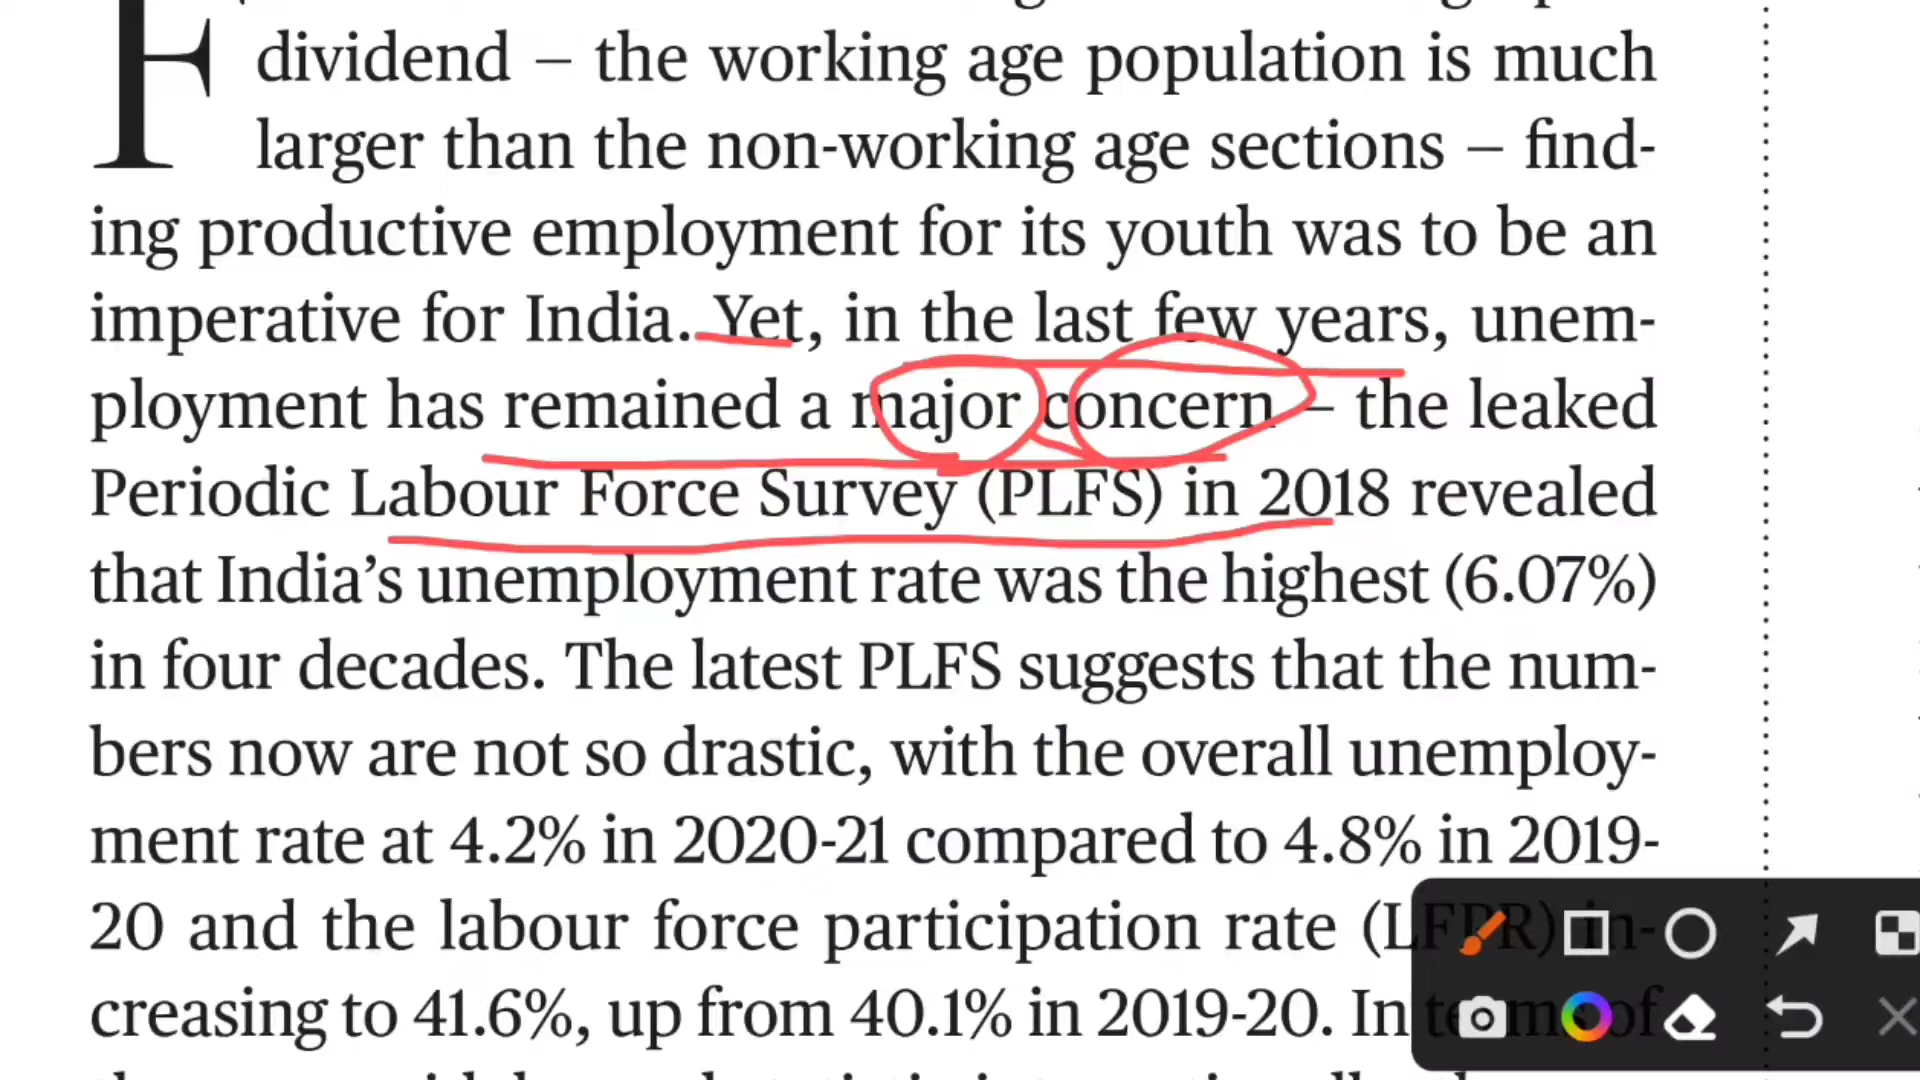 F
dividend – the working age population is much
larger than the non-working age sections – find-
ing productive employment for its youth was to be an
imperative for India. Yet, in the last few years, unem-
ployment has remained a major concern – the leaked
Periodic Labour Force Survey (PLFS) in 2018 revealed
that India’s unemployment rate was the highest (6.07%)
in four decades. The latest PLFS suggests that the num-
bers now are not so drastic, with the overall unemploy-
ment rate at 4.2% in 2020-21 compared to 4.8% in 2019-
20 and the labour force participation rate (LFPR) in-
creasing to 41.6%, up from 40.1% in 2019-20. In terms of